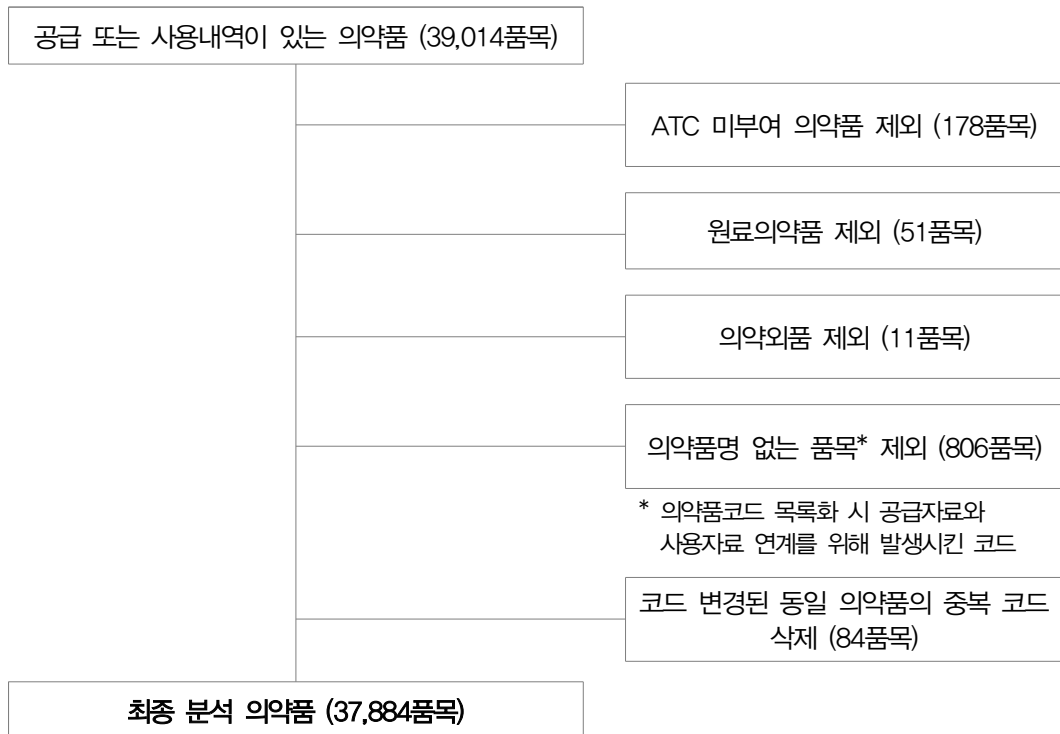 공급 또는 사용내역이 있는 의약품 (39,014품목)
ATC 미부여 의약품 제외 (178품목)
원료의약품 제외 (51품목)
의약외품 제외 (11품목)
의약품명 없는 품목* 제외 (806품목)
* 의약품코드 목록화 시 공급자료와
사용자료 연계를 위해 발생시킨 코드
코드 변경된 동일 의약품의 중복 코드
삭제 (84품목)
최종 분석 의약품 (37,884품목)